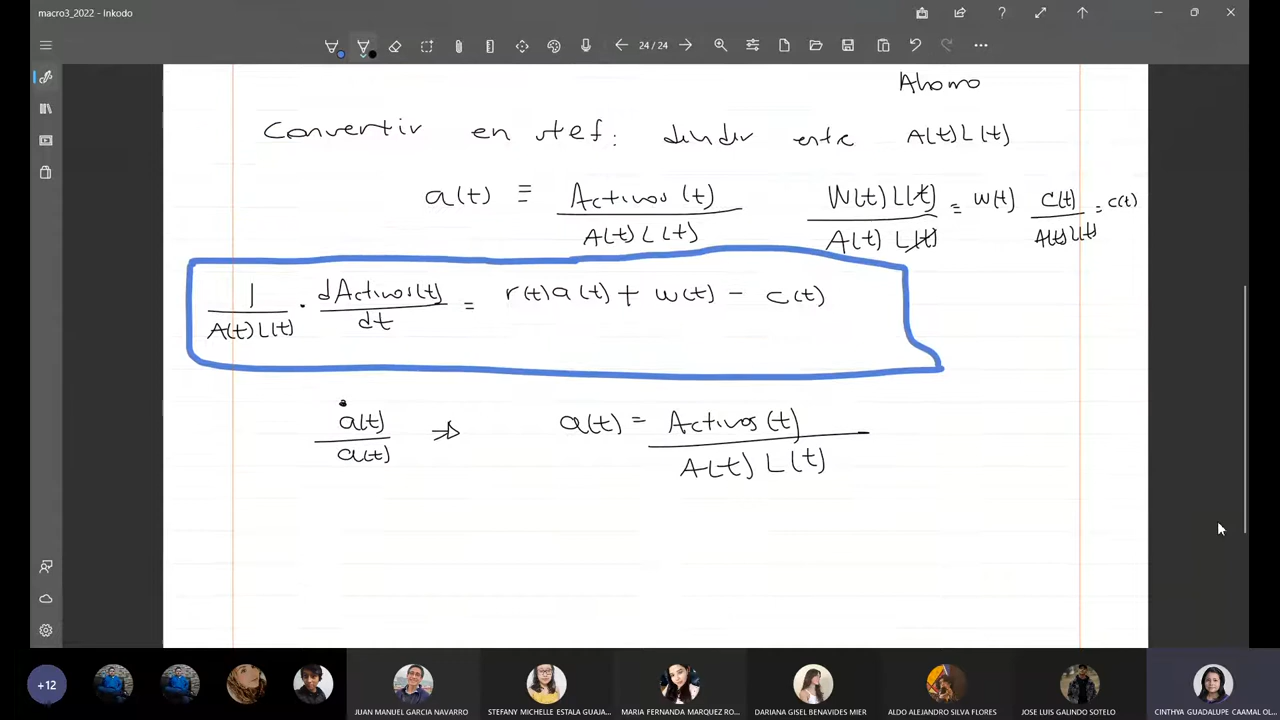 macro3_2022 - Inkodo
24 / 24
Ahorro
Convertir en utef: dividir entre A(t)L(t)
a(t) ≡ Activos(t) / A(t)L(t)   W(t)L(t) / A(t)L(t) = w(t)   C(t) / A(t)L(t) = c(t)
1 / A(t)L(t) · dActivos(t) / dt = r(t)a(t) + w(t) - c(t)
ȧ(t) / a(t) ⇒ a(t) = Activos(t) / A(t)L(t)
+12
JUAN MANUEL GARCIA NAVARRO
STEFANY MICHELLE ESTALA GUAJA...
MARIA FERNANDA MARQUEZ RO...
DARIANA GISEL BENAVIDES MIER
ALDO ALEJANDRO SILVA FLORES
JOSE LUIS GALINDO SOTELO
CINTHYA GUADALUPE CAAMAL OL...